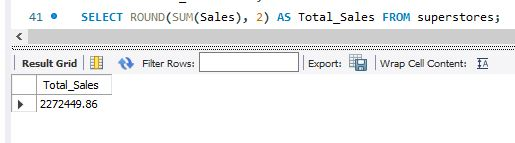 41 SELECT ROUND(SUM(Sales), 2) AS Total_Sales FROM superstores;
Result Grid Filter Rows: Export: Wrap Cell Content: IA
Total_Sales
2272449.86